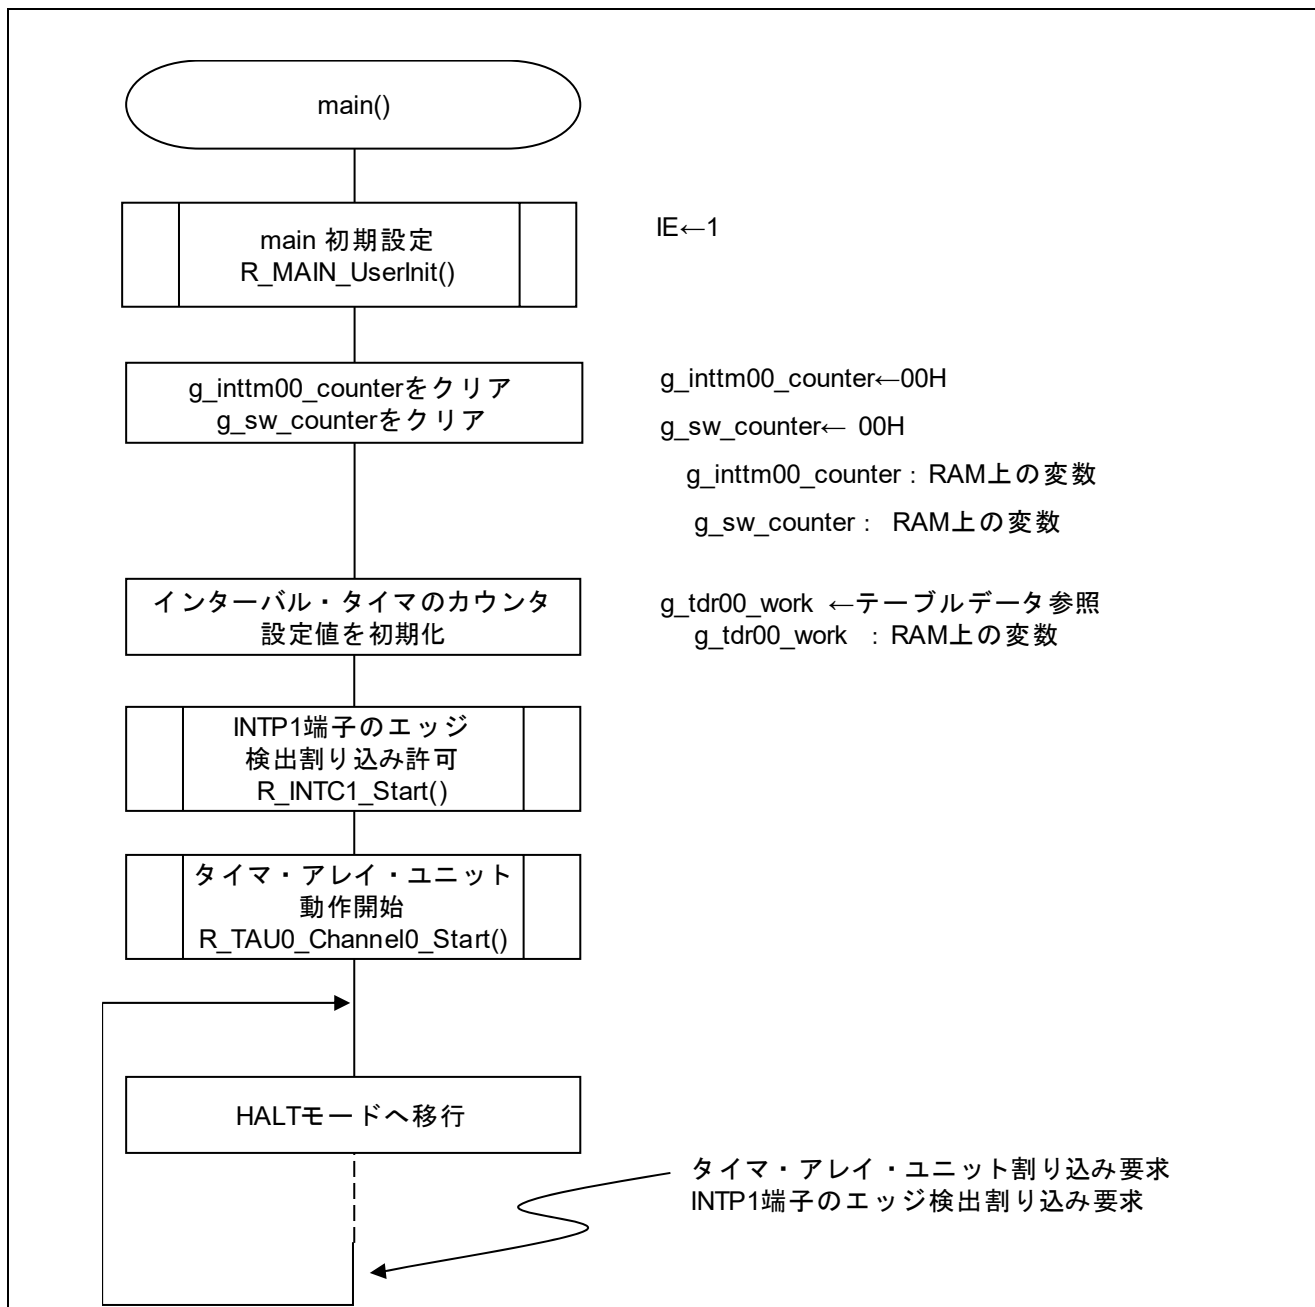 main()
main 初期設定
R_MAIN_UserInit()
IE←1
g_inttm00_counterをクリア
g_sw_counterをクリア
g_inttm00_counter←00H
g_sw_counter← 00H
g_inttm00_counter : RAM上の変数
g_sw_counter : RAM上の変数
インターバル・タイマのカウンタ
設定値を初期化
g_tdr00_work ←テーブルデータ参照
g_tdr00_work : RAM上の変数
INTP1端子のエッジ
検出割り込み許可
R_INTC1_Start()
タイマ・アレイ・ユニット
動作開始
R_TAU0_Channel0_Start()
HALTモードへ移行
タイマ・アレイ・ユニット割り込み要求
INTP1端子のエッジ検出割り込み要求